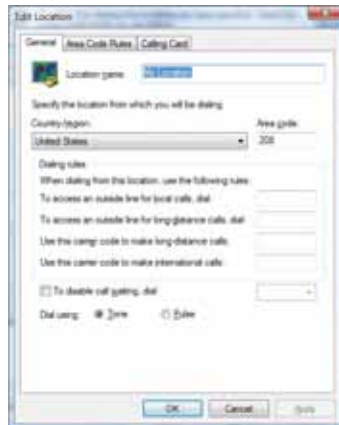 Edit Location
General Area Code Rules Calling Card
Location name: My Location
Specify the location from which you will be dialing.
Country/region: Area code:
United States 208
Dialing rules
When dialing from this location, use the following rules:
To access an outside line for local calls, dial:
To access an outside line for long-distance calls, dial:
Use this carrier code to make long-distance calls:
Use this carrier code to make international calls:
To disable call waiting, dial:
Dial using: Tone Pulse
OK Cancel Apply